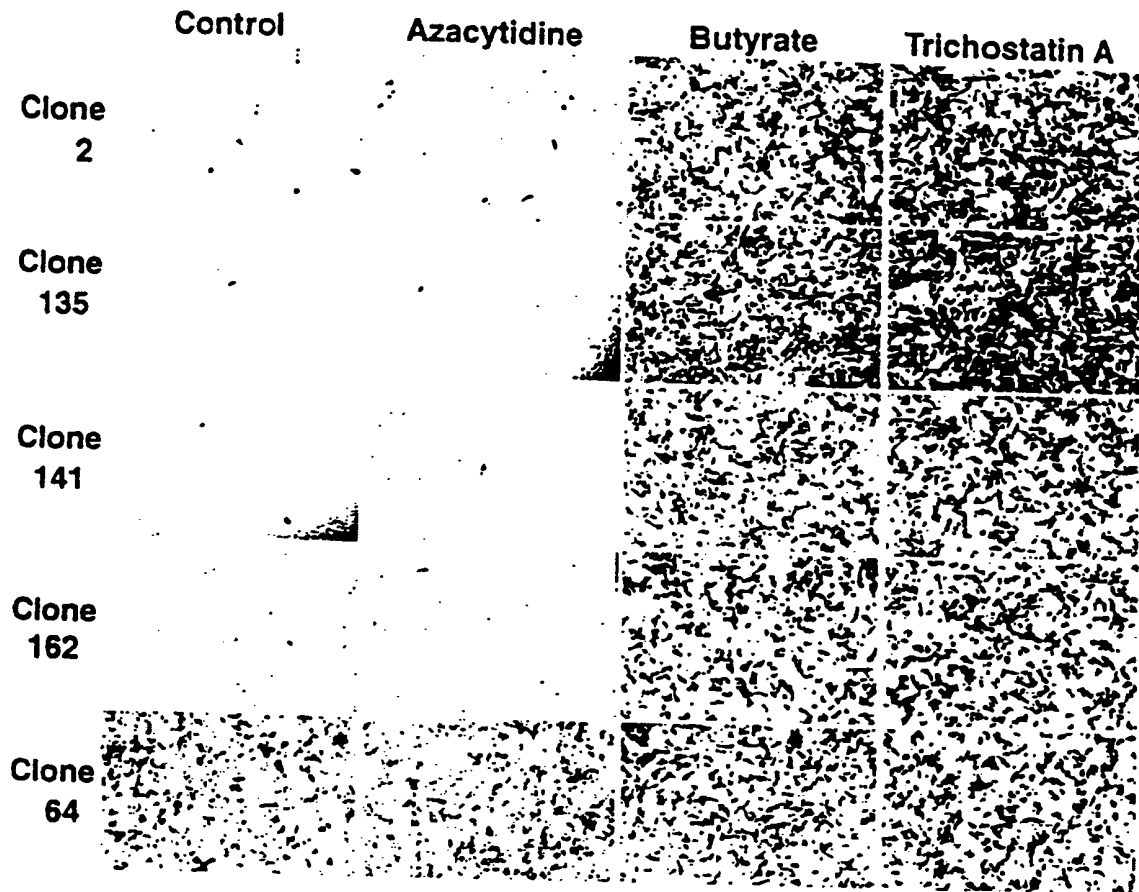 Control
Azacytidine
Butyrate
Trichostatin A
Clone
2
Clone
135
Clone
141
Clone
162
Clone
64